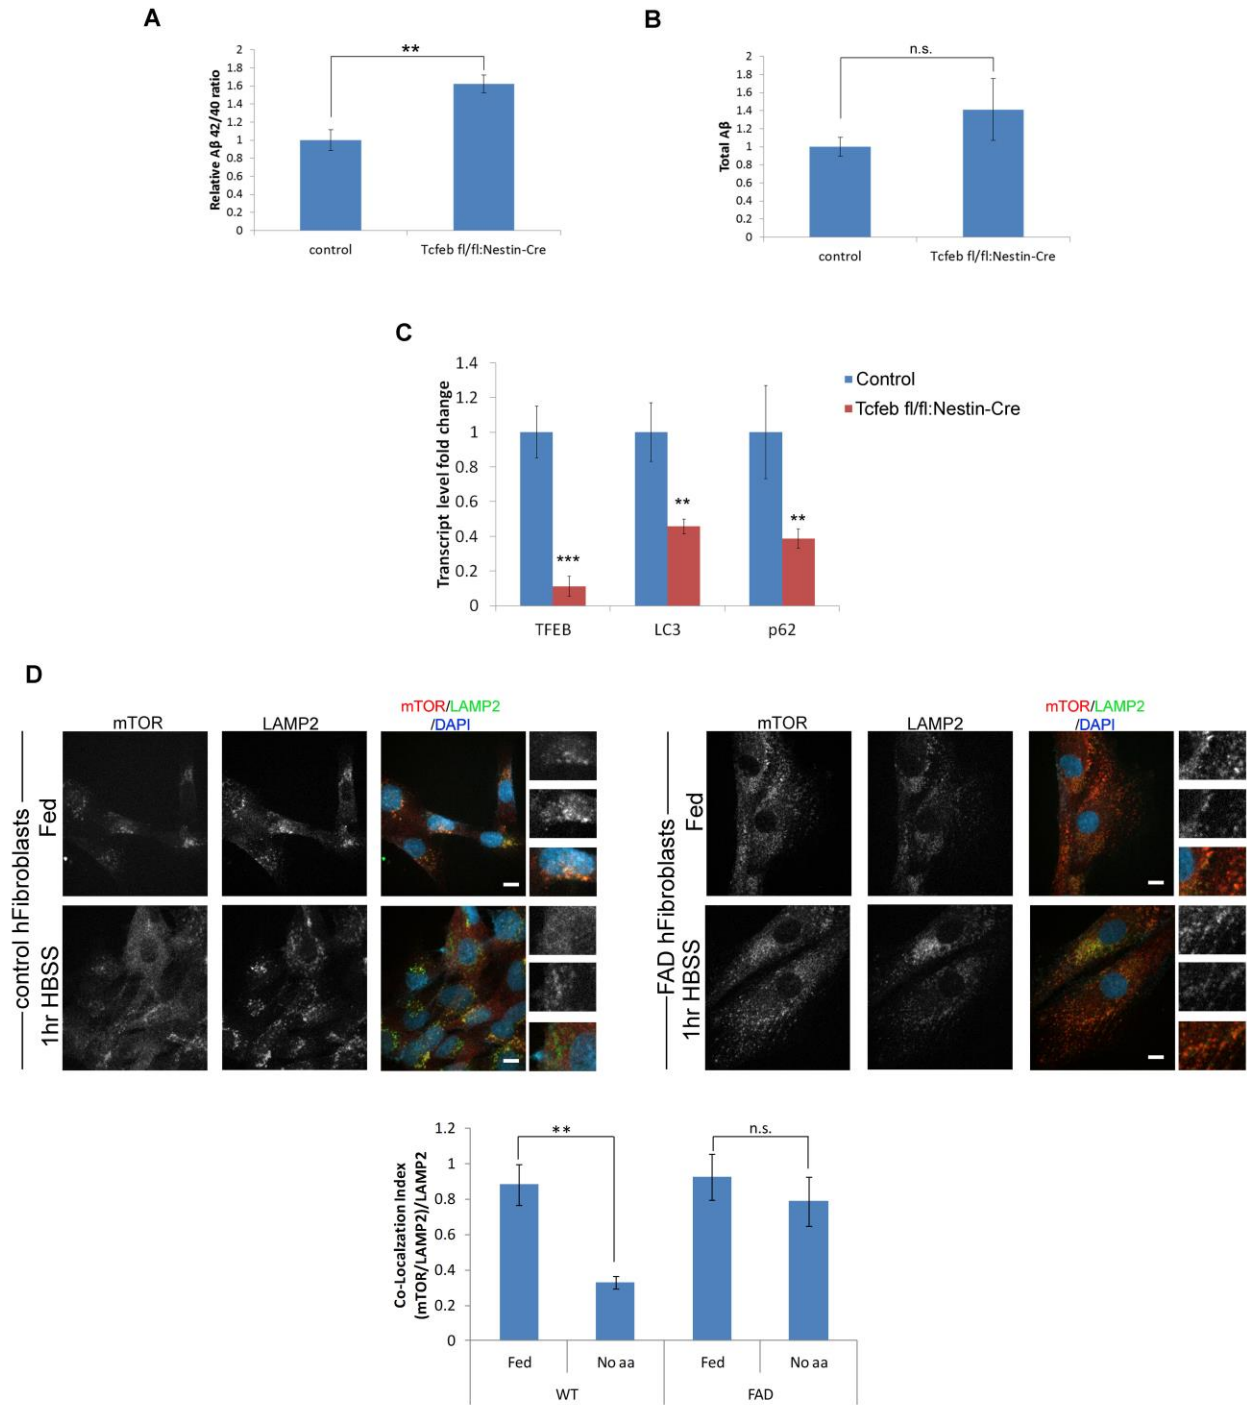 A
Relative Aβ 42/40 ratio
2
1.8
1.6
1.4
1.2
1
0.8
0.6
0.4
0.2
0
**
control
Tcfeb fl/fl:Nestin-Cre
B
Total Aβ
2
1.8
1.6
1.4
1.2
1
0.8
0.6
0.4
0.2
0
n.s.
control
Tcfeb fl/fl:Nestin-Cre
C
Transcript level fold change
1.4
1.2
1
0.8
0.6
0.4
0.2
0
***
**
**
TFEB
LC3
p62
Control
Tcfeb fl/fl:Nestin-Cre
D
control hFibroblasts
Fed
1hr HBSS
mTOR
LAMP2
mTOR/LAMP2
/DAPI
FAD hFibroblasts
Fed
1hr HBSS
mTOR
LAMP2
mTOR/LAMP2
/DAPI
Co-Localzation Index
(mTOR/LAMP2)/LAMP2
1.2
1
0.8
0.6
0.4
0.2
0
**
n.s.
Fed
No aa
Fed
No aa
WT
FAD